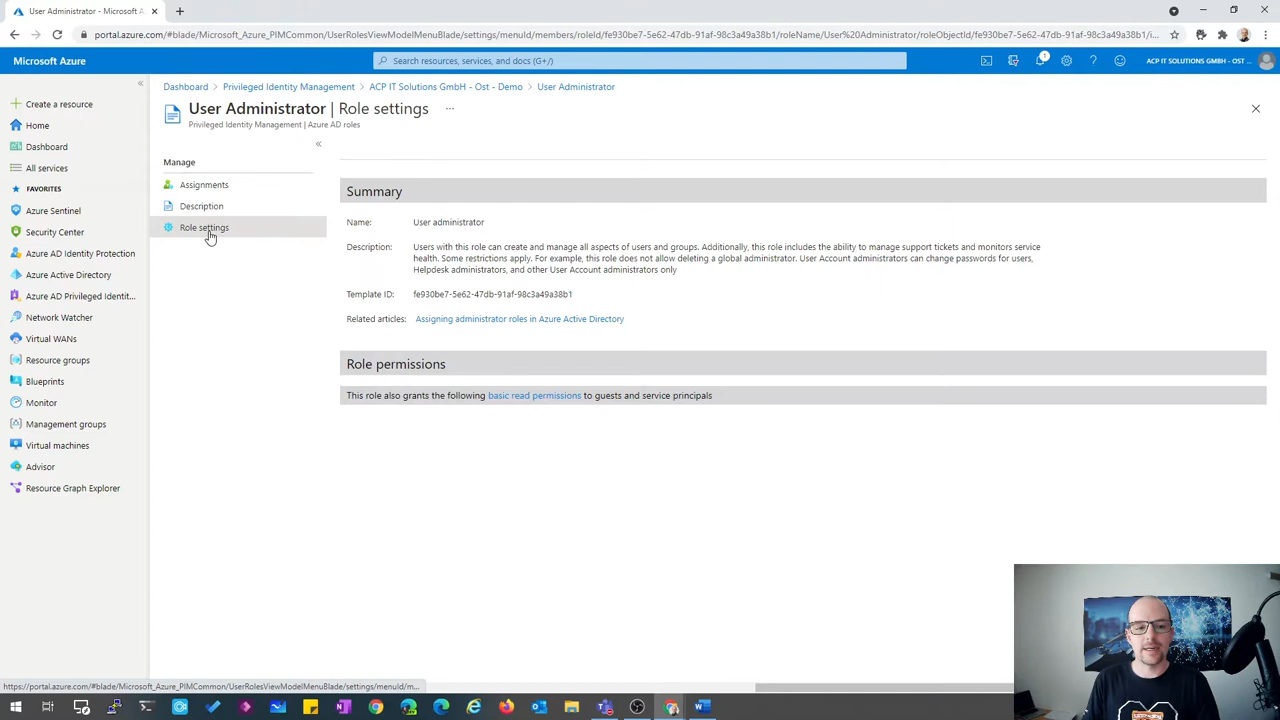 User Administrator - Microsoft A
portal.azure.com/#blade/Microsoft_Azure_PIMCommon/UserRolesViewModelMenuBlade/settings/menuId/members/roleId/fe930be7-5e62-47db-91af-98c3a49a38b1/roleName/User%20Administrator/roleObjectId/fe930be7-5e62-47db-91af-98c3a49a38b1/i...
Microsoft Azure
Search resources, services, and docs (G+/)
1
ACP IT SOLUTIONS GMBH - OST ...
Create a resource
Home
Dashboard
All services
FAVORITES
Azure Sentinel
Security Center
Azure AD Identity Protection
Azure Active Directory
Azure AD Privileged Identit...
Network Watcher
Virtual WANs
Resource groups
Blueprints
Monitor
Management groups
Virtual machines
Advisor
Resource Graph Explorer
Dashboard > Privileged Identity Management > ACP IT Solutions GmbH - Ost - Demo > User Administrator
User Administrator | Role settings ...
Privileged Identity Management | Azure AD roles
Manage
Assignments
Description
Role settings
Summary
Name: User administrator
Description: Users with this role can create and manage all aspects of users and groups. Additionally, this role includes the ability to manage support tickets and monitors service
health. Some restrictions apply. For example, this role does not allow deleting a global administrator. User Account administrators can change passwords for users,
Helpdesk administrators, and other User Account administrators only
Template ID: fe930be7-5e62-47db-91af-98c3a49a38b1
Related articles: Assigning administrator roles in Azure Active Directory
Role permissions
This role also grants the following basic read permissions to guests and service principals
https://portal.azure.com/#blade/Microsoft_Azure_PIMCommon/UserRolesViewModelMenuBlade/settings/menuId/m...